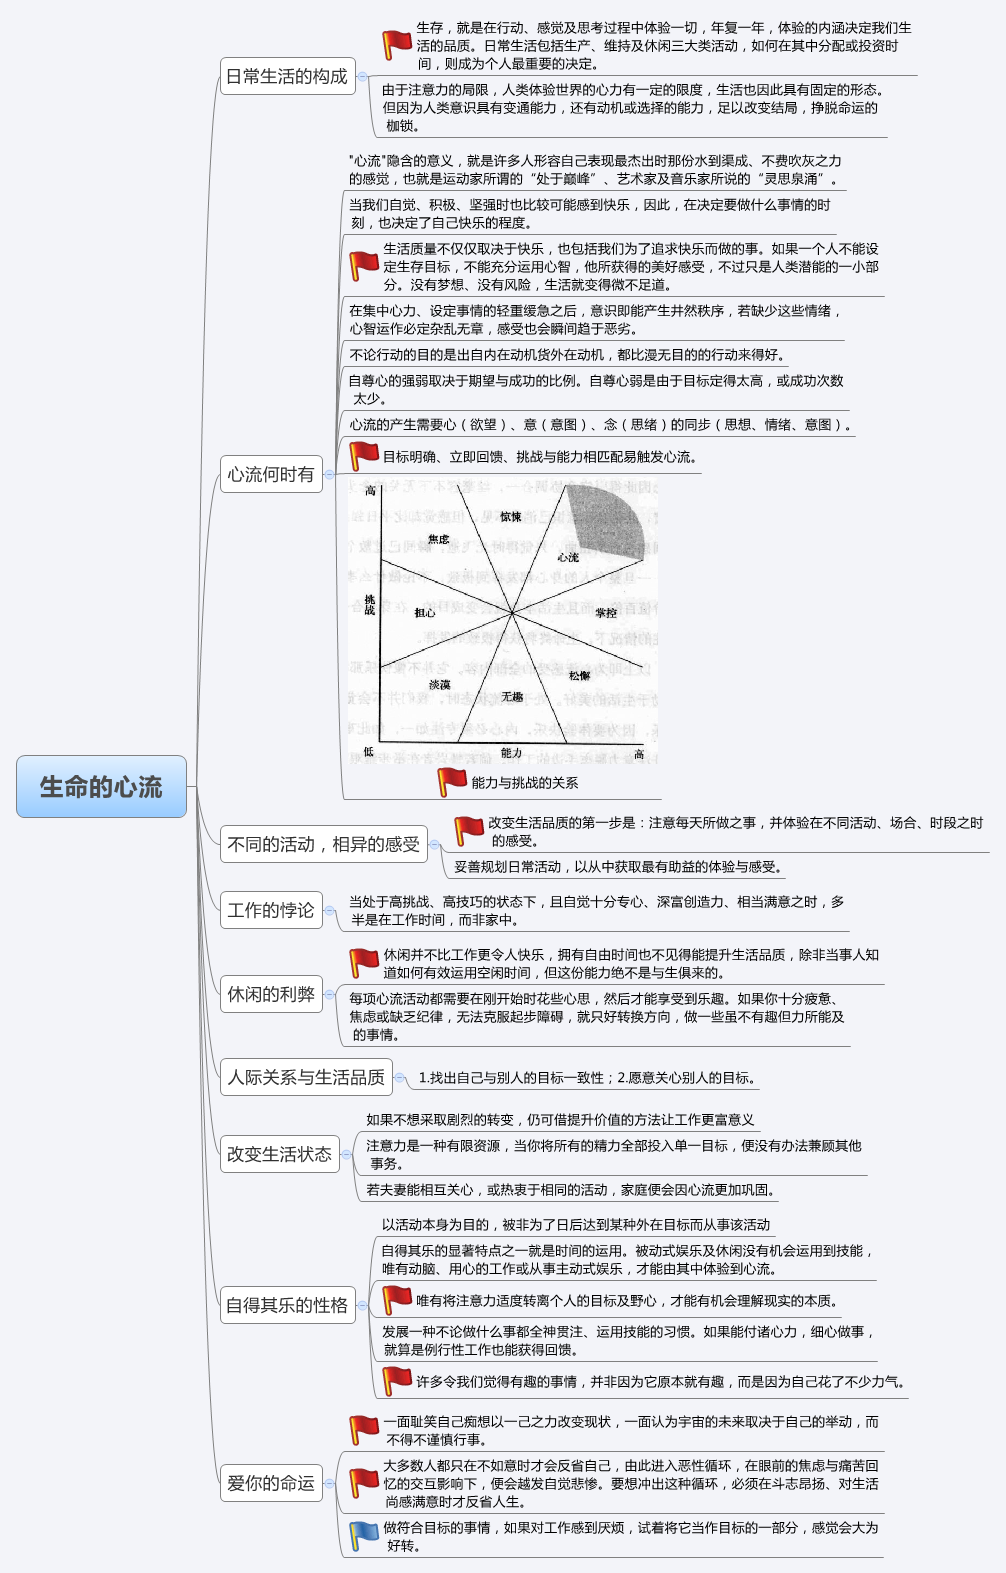 生存，就是在行动、感觉及思考过程中体验一切，年复一年，体验的内涵决定我们生
活的品质。日常生活包括生产、维持及休闲三大类活动，如何在其中分配或投资时
间，则成为个人最重要的决定。
日常生活的构成
由于注意力的局限，人类体验世界的心力有一定的限度，生活也因此具有固定的形态。
但因为人类意识具有变通能力，还有动机或选择的能力，足以改变结局，挣脱命运的
枷锁。
"心流"隐含的意义，就是许多人形容自己表现最杰出时那份水到渠成、不费吹灰之力
的感觉，也就是运动家所谓的“处于巅峰”、艺术家及音乐家所说的“灵思泉涌”。
当我们自觉、积极、坚强时也比较可能感到快乐，因此，在决定要做什么事情的时
刻，也决定了自己快乐的程度。
生活质量不仅仅取决于快乐，也包括我们为了追求快乐而做的事。如果一个人不能设
定生存目标，不能充分运用心智，他所获得的美好感受，不过只是人类潜能的一小部
分。没有梦想、没有风险，生活就变得微不足道。
在集中心力、设定事情的轻重缓急之后，意识即能产生井然秩序，若缺少这些情绪，
心智运作必定杂乱无章，感受也会瞬间趋于恶劣。
不论行动的目的是出自内在动机货外在动机，都比漫无目的的行动来得好。
自尊心的强弱取决于期望与成功的比例。自尊心弱是由于目标定得太高，或成功次数
太少。
心流的产生需要心（欲望）、意（意图）、念（思绪）的同步（思想、情绪、意图）。
心流何时有
目标明确、立即回馈、挑战与能力相匹配易触发心流。
高
惊悚
焦虑
心流
挑战
担心
掌控
松懈
淡漠
无趣
低
能力
高
能力与挑战的关系
生命的心流
改变生活品质的第一步是：注意每天所做之事，并体验在不同活动、场合、时段之时
的感受。
不同的活动，相异的感受
妥善规划日常活动，以从中获取最有助益的体验与感受。
工作的悖论
当处于高挑战、高技巧的状态下，且自觉十分专心、深富创造力、相当满意之时，多
半是在工作时间，而非家中。
休闲并不比工作更令人快乐，拥有自由时间也不见得能提升生活品质，除非当事人知
道如何有效运用空闲时间，但这份能力绝不是与生俱来的。
休闲的利弊
每项心流活动都需要在刚开始时花些心思，然后才能享受到乐趣。如果你十分疲惫、
焦虑或缺乏纪律，无法克服起步障碍，就只好转换方向，做一些虽不有趣但力所能及
的事情。
人际关系与生活品质
1.找出自己与别人的目标一致性；2.愿意关心别人的目标。
如果不想采取剧烈的转变，仍可借提升价值的方法让工作更富意义
改变生活状态
注意力是一种有限资源，当你将所有的精力全部投入单一目标，便没有办法兼顾其他
事务。
若夫妻能相互关心，或热衷于相同的活动，家庭便会因心流更加巩固。
以活动本身为目的，被非为了日后达到某种外在目标而从事该活动
自得其乐的显著特点之一就是时间的运用。被动式娱乐及休闲没有机会运用到技能，
唯有动脑、用心的工作或从事主动式娱乐，才能由其中体验到心流。
自得其乐的性格
唯有将注意力适度转离个人的目标及野心，才能有机会理解现实的本质。
发展一种不论做什么事都全神贯注、运用技能的习惯。如果能付诸心力，细心做事，
就算是例行性工作也能获得回馈。
许多令我们觉得有趣的事情，并非因为它原本就有趣，而是因为自己花了不少力气。
一面耻笑自己痴想以一己之力改变现状，一面认为宇宙的未来取决于自己的举动，而
不得不谨慎行事。
爱你的命运
大多数人都只在不如意时才会反省自己，由此进入恶性循环，在眼前的焦虑与痛苦回
忆的交互影响下，便会越发自觉悲惨。要想冲出这种循环，必须在斗志昂扬、对生活
尚感满意时才反省人生。
做符合目标的事情，如果对工作感到厌烦，试着将它当作目标的一部分，感觉会大为
好转。